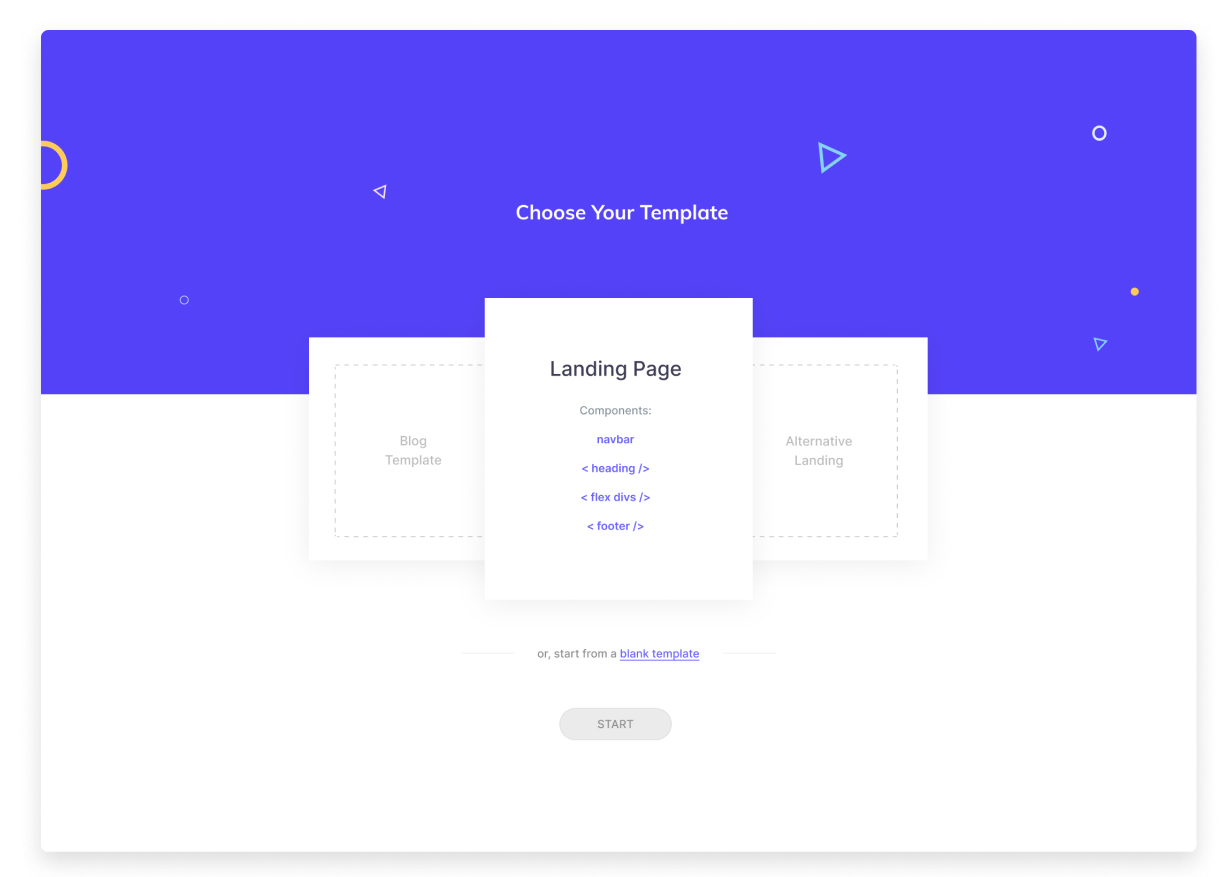 Choose Your Template
Landing Page
Components:
navbar
< heading />
< flex divs />
< footer />
Blog
Template
Alternative
Landing
or, start from a blank template
START